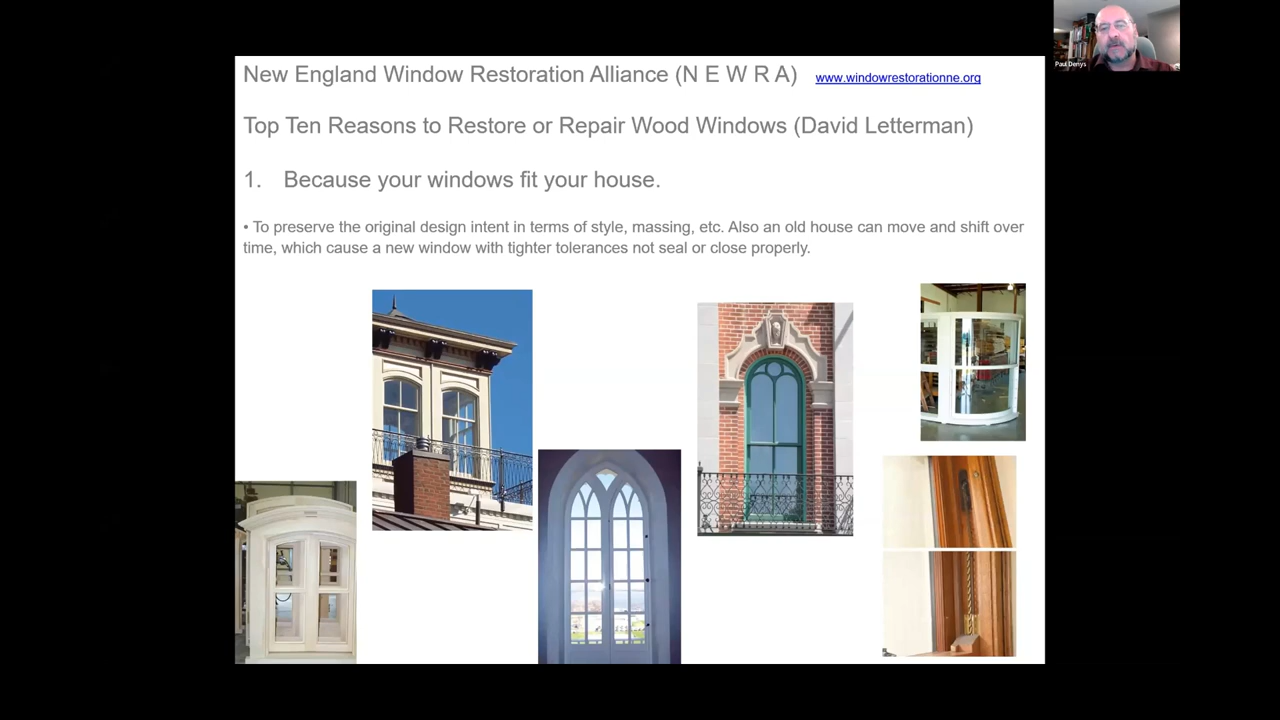 New England Window Restoration Alliance (N E W R A) www.windowrestorationne.org
Paul Denys
Top Ten Reasons to Restore or Repair Wood Windows (David Letterman)
1. Because your windows fit your house.
• To preserve the original design intent in terms of style, massing, etc. Also an old house can move and shift over
time, which cause a new window with tighter tolerances not seal or close properly.